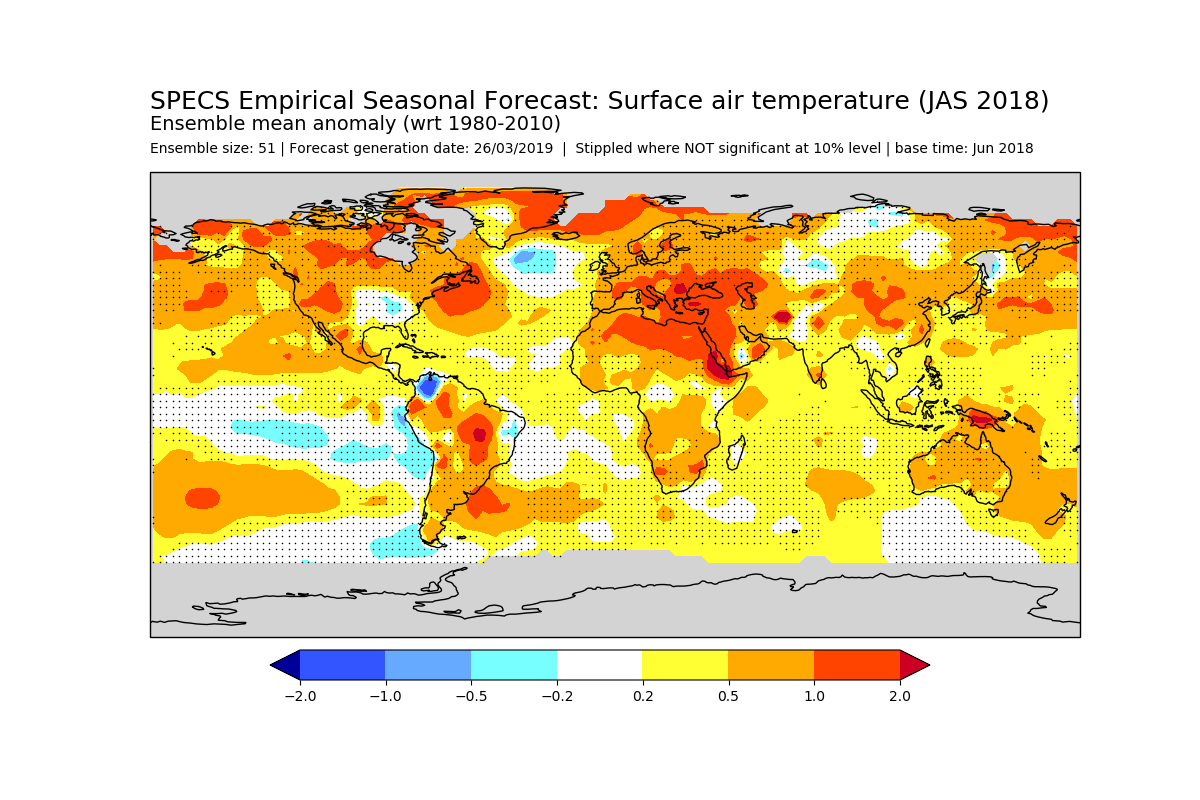 SPECS Empirical Seasonal Forecast: Surface air temperature (JAS 2018)
Ensemble mean anomaly (wrt 1980-2010)
Ensemble size: 51 | Forecast generation date: 26/03/2019  |  Stippled where NOT significant at 10% level | base time: Jun 2018
−2.0 −1.0 −0.5 −0.2 0.2 0.5 1.0 2.0